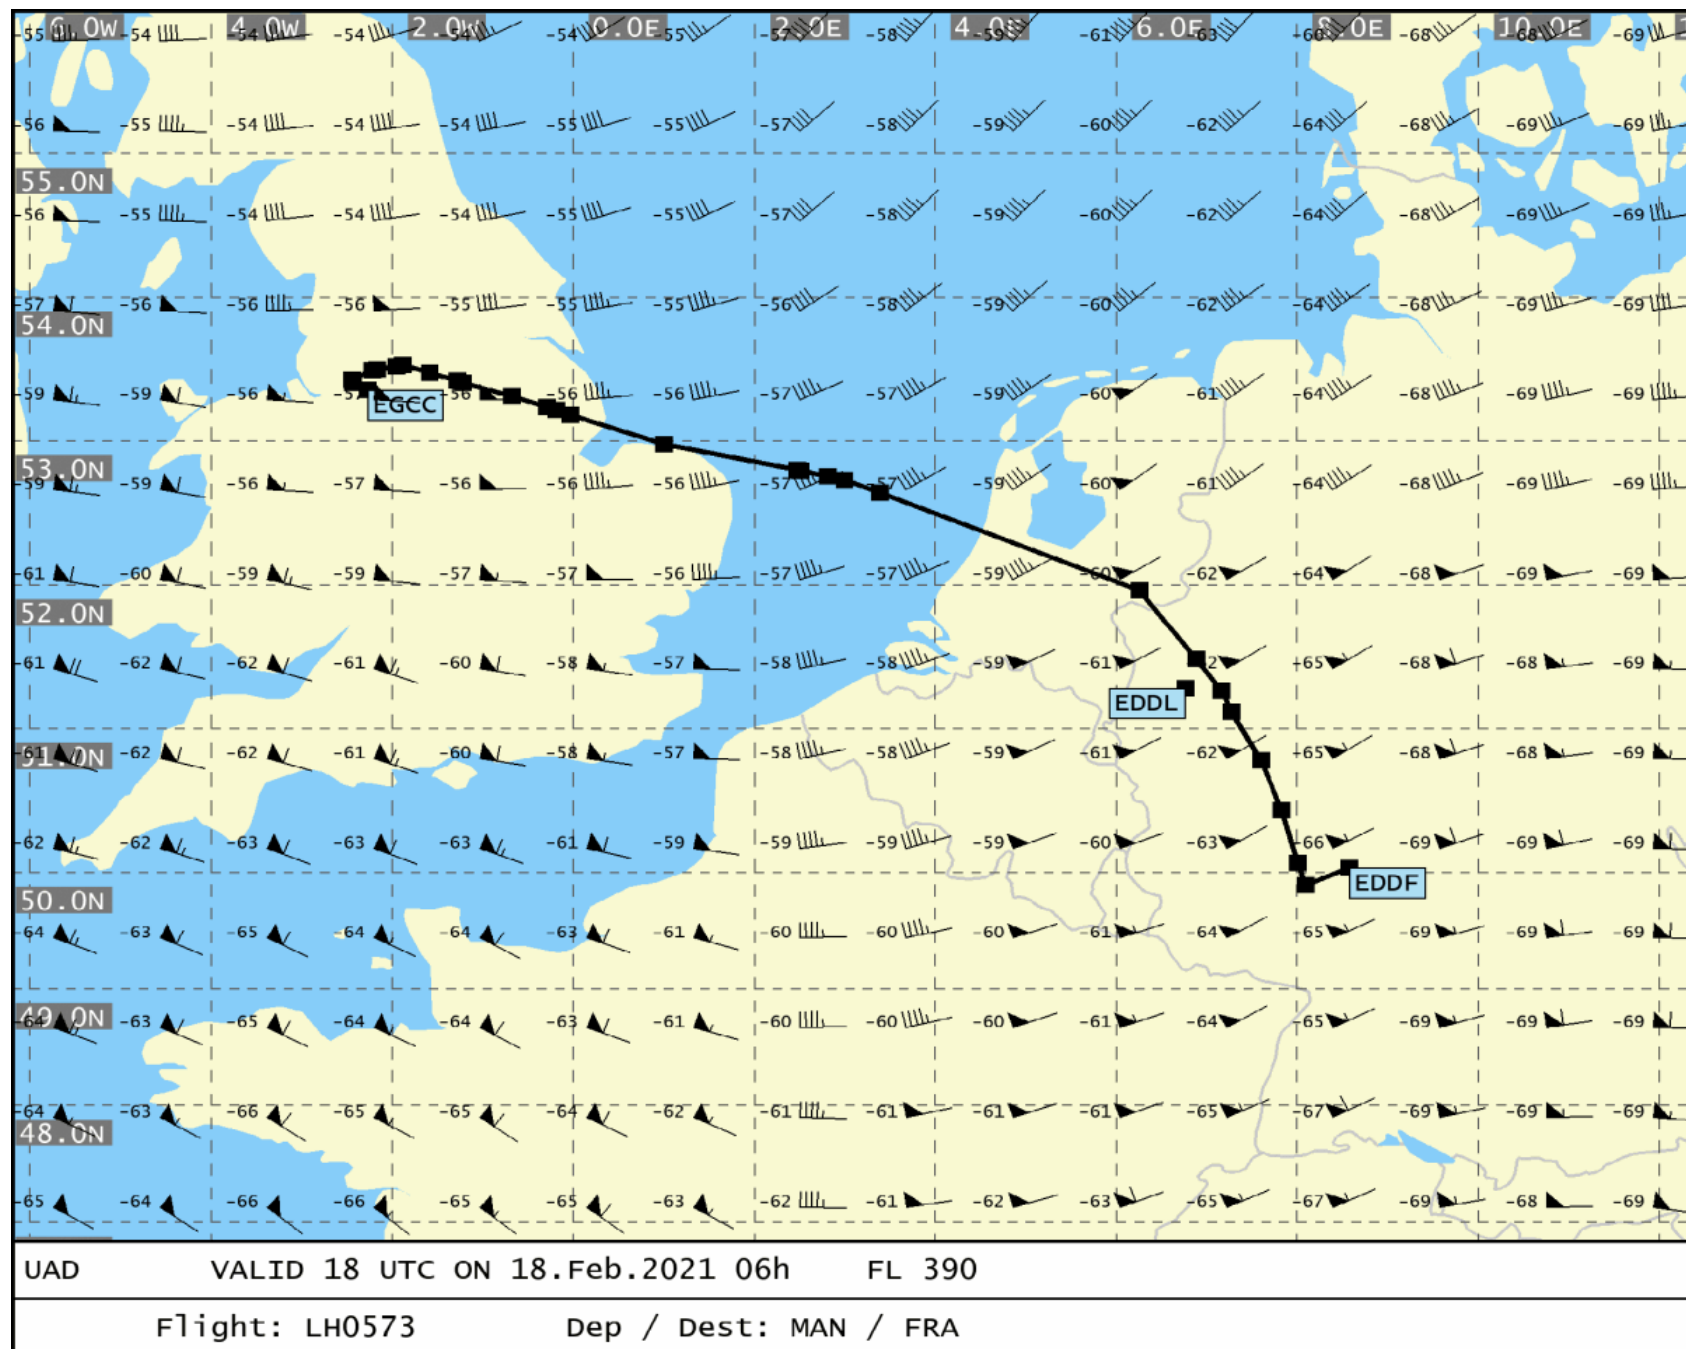 6.0W 4.0W 2.0W 0.0E 2.0E 4.0E 6.0E 8.0E 10.0E
-55 -54 -54 -54 -54 -54 -55 -57 -58 -59 -61 -63 -68 -68 -69
-56 -55 -54 -54 -54 -55 -55 -57 -58 -59 -60 -62 -64 -68 -69 -69
55.0N
-56 -55 -54 -54 -54 -55 -55 -57 -58 -59 -60 -62 -64 -68 -69 -69
-57 -56 -56 -56 -55 -55 -55 -56 -58 -59 -60 -62 -64 -68 -69 -69
54.0N
-59 -59 -56 -56 -56 -56 -57 -57 -59 -60 -61 -64 -68 -69 -69
EGCC
53.0N
-59 -59 -56 -57 -56 -56 -56 -57 -57 -59 -60 -61 -64 -68 -69 -69
-61 -60 -59 -59 -57 -57 -56 -57 -57 -59 -60 -62 -64 -68 -69 -69
52.0N
-61 -62 -62 -61 -60 -58 -57 -58 -58 -59 -61 -65 -68 -68 -69
EDDL
-61 -62 -62 -61 -60 -58 -57 -58 -58 -59 -61 -62 -65 -68 -68 -69
51.0N
-62 -62 -63 -63 -63 -61 -59 -59 -59 -59 -60 -63 -66 -69 -69 -69
EDDF
50.0N
-64 -63 -65 -64 -64 -63 -61 -60 -60 -60 -61 -64 -65 -69 -69 -69
49.0N
-64 -63 -65 -64 -64 -63 -61 -60 -60 -60 -61 -64 -65 -69 -69 -69
-64 -63 -66 -65 -65 -64 -62 -61 -61 -61 -61 -65 -67 -69 -69 -69
48.0N
-65 -64 -66 -66 -65 -65 -63 -62 -61 -62 -63 -65 -67 -69 -68 -69
UAD VALID 18 UTC ON 18.Feb.2021 06h FL 390
Flight: LH0573 Dep / Dest: MAN / FRA